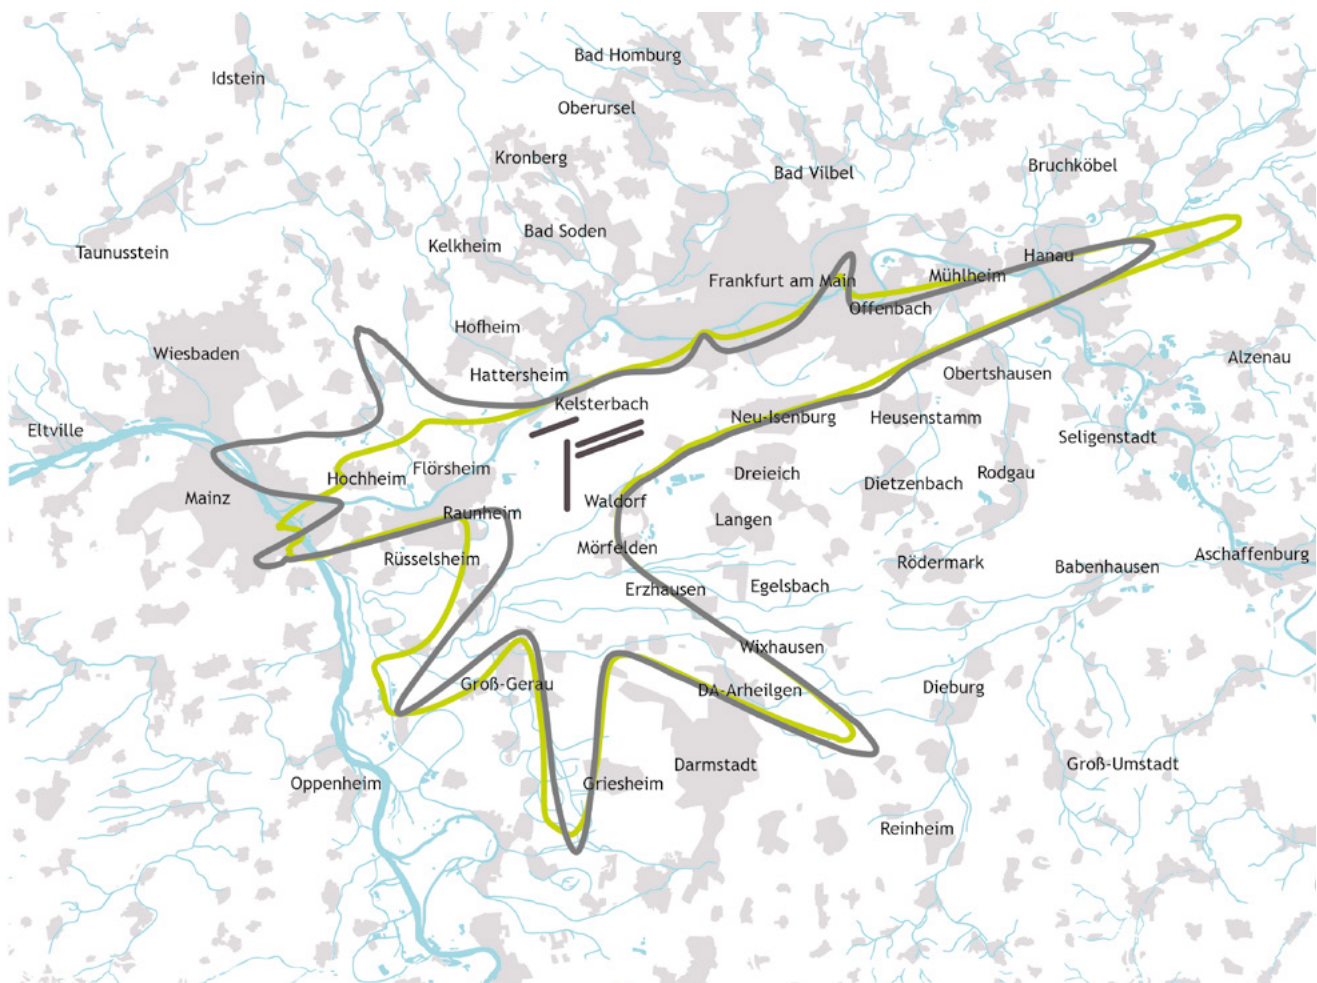 Bad Homburg
Idstein
Oberursel
Kronberg
Bruchköbel
Bad Vilbel
Bad Soden
Kelkheim
Taunusstein
Hanau
Mühlheim
Frankfurt am Main
Offenbach
Hofheim
Wiesbaden
Alzenau
Hattersheim
Obertshausen
Kelsterbach
Neu-Isenburg
Heusenstamm
Eltville
Seligenstadt
Flörsheim
Dreieich
Rodgau
Hochheim
Dietzenbach
Mainz
Waldorf
Raunheim
Langen
Mörfelden
Aschaffenburg
Rüsselsheim
Rödermark
Babenhausen
Egelsbach
Erzhausen
Wixhausen
Groß-Gerau
Dieburg
DA-Arheilgen
Darmstadt
Groß-Umstadt
Oppenheim
Griesheim
Reinheim